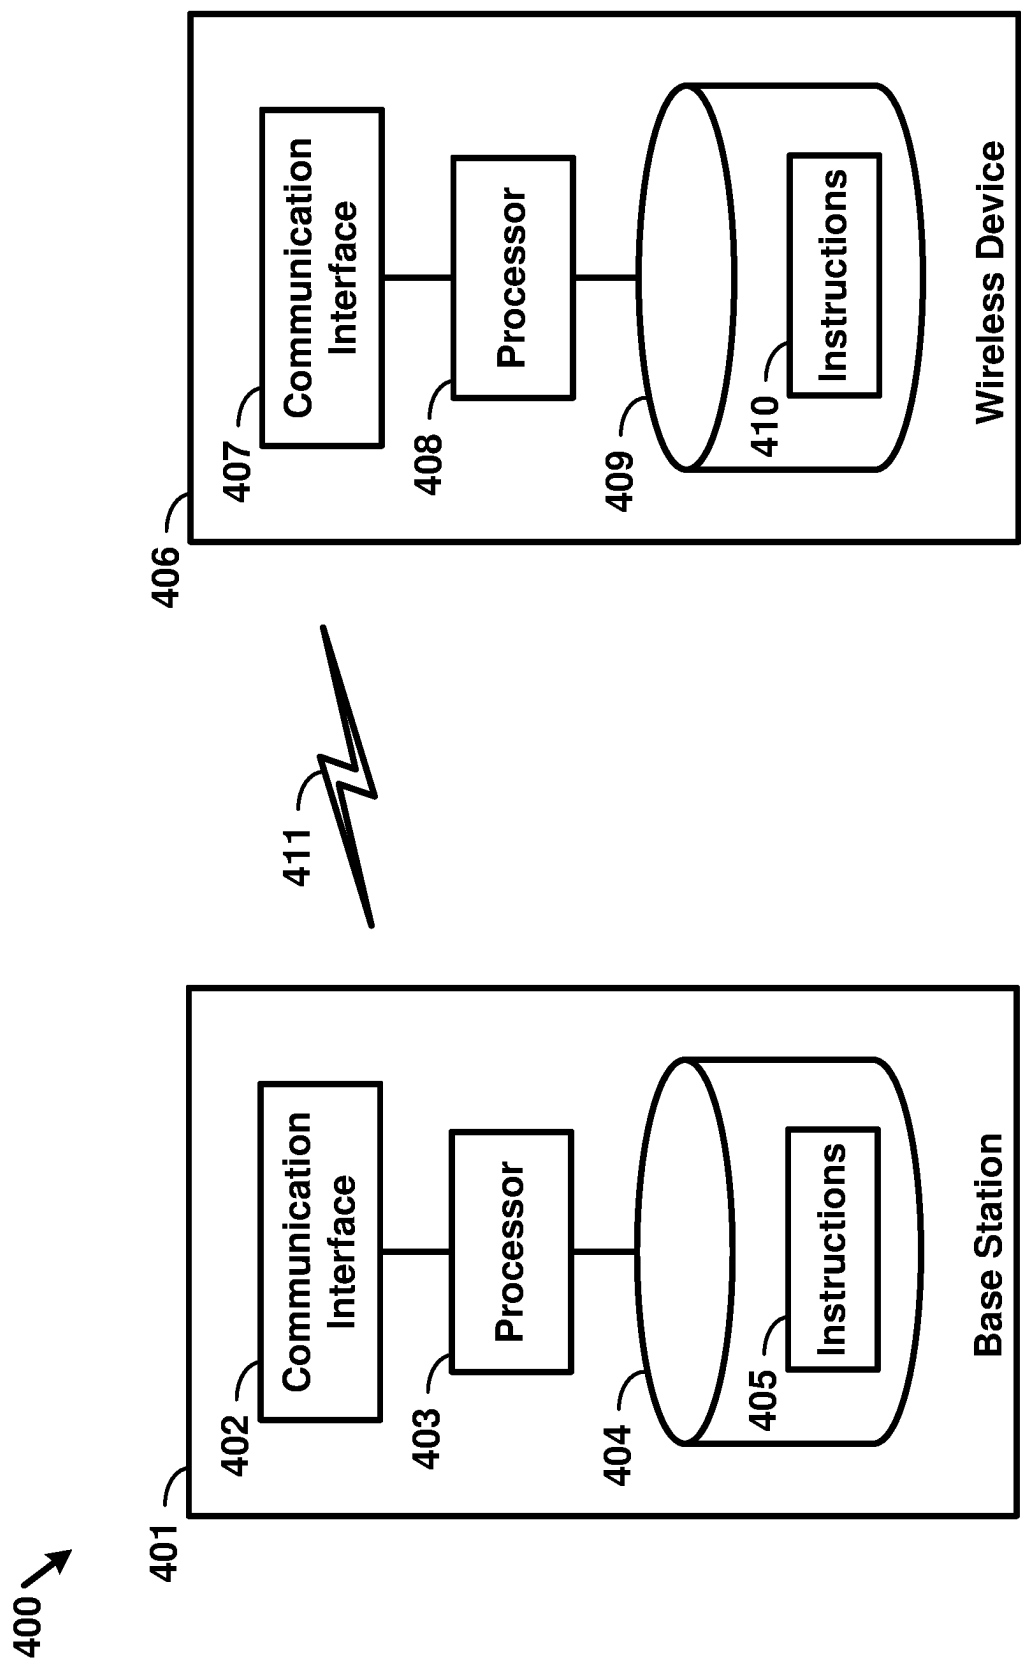 400
401
402
Communication
Interface
403
Processor
404
405
Instructions
Base Station
411
406
407
Communication
Interface
408
Processor
409
410
Instructions
Wireless Device